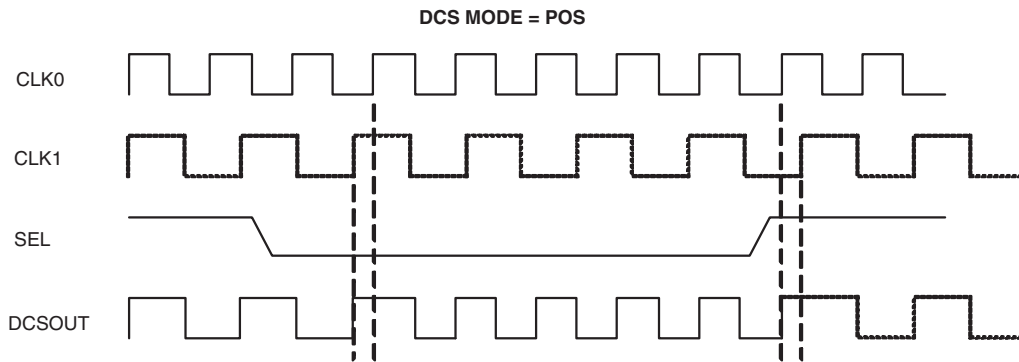 DCS MODE = POS
CLK0
CLK1
SEL
DCSOUT